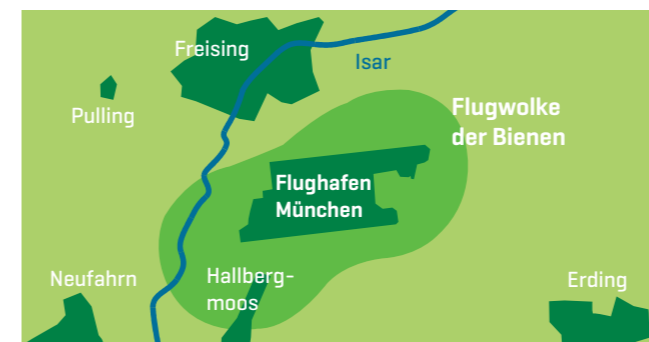 Freising
Isar
Pulling
Flugwolke
der Bienen
Flughafen
München
Neufahrn
Hallberg-
moos
Erding